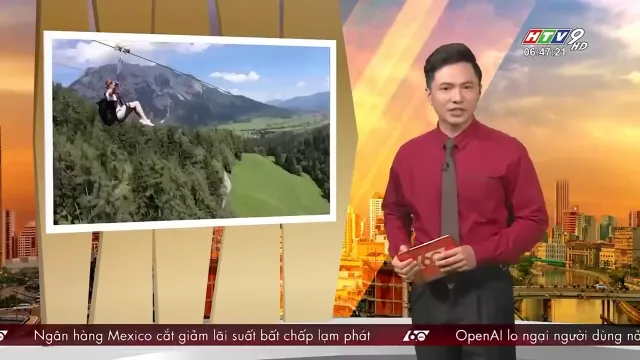 HTV9 HD
06:47:21
Ngân hàng Mexico cắt giảm lãi suất bất chấp lạm phát
OpenAI lo ngại người dùng